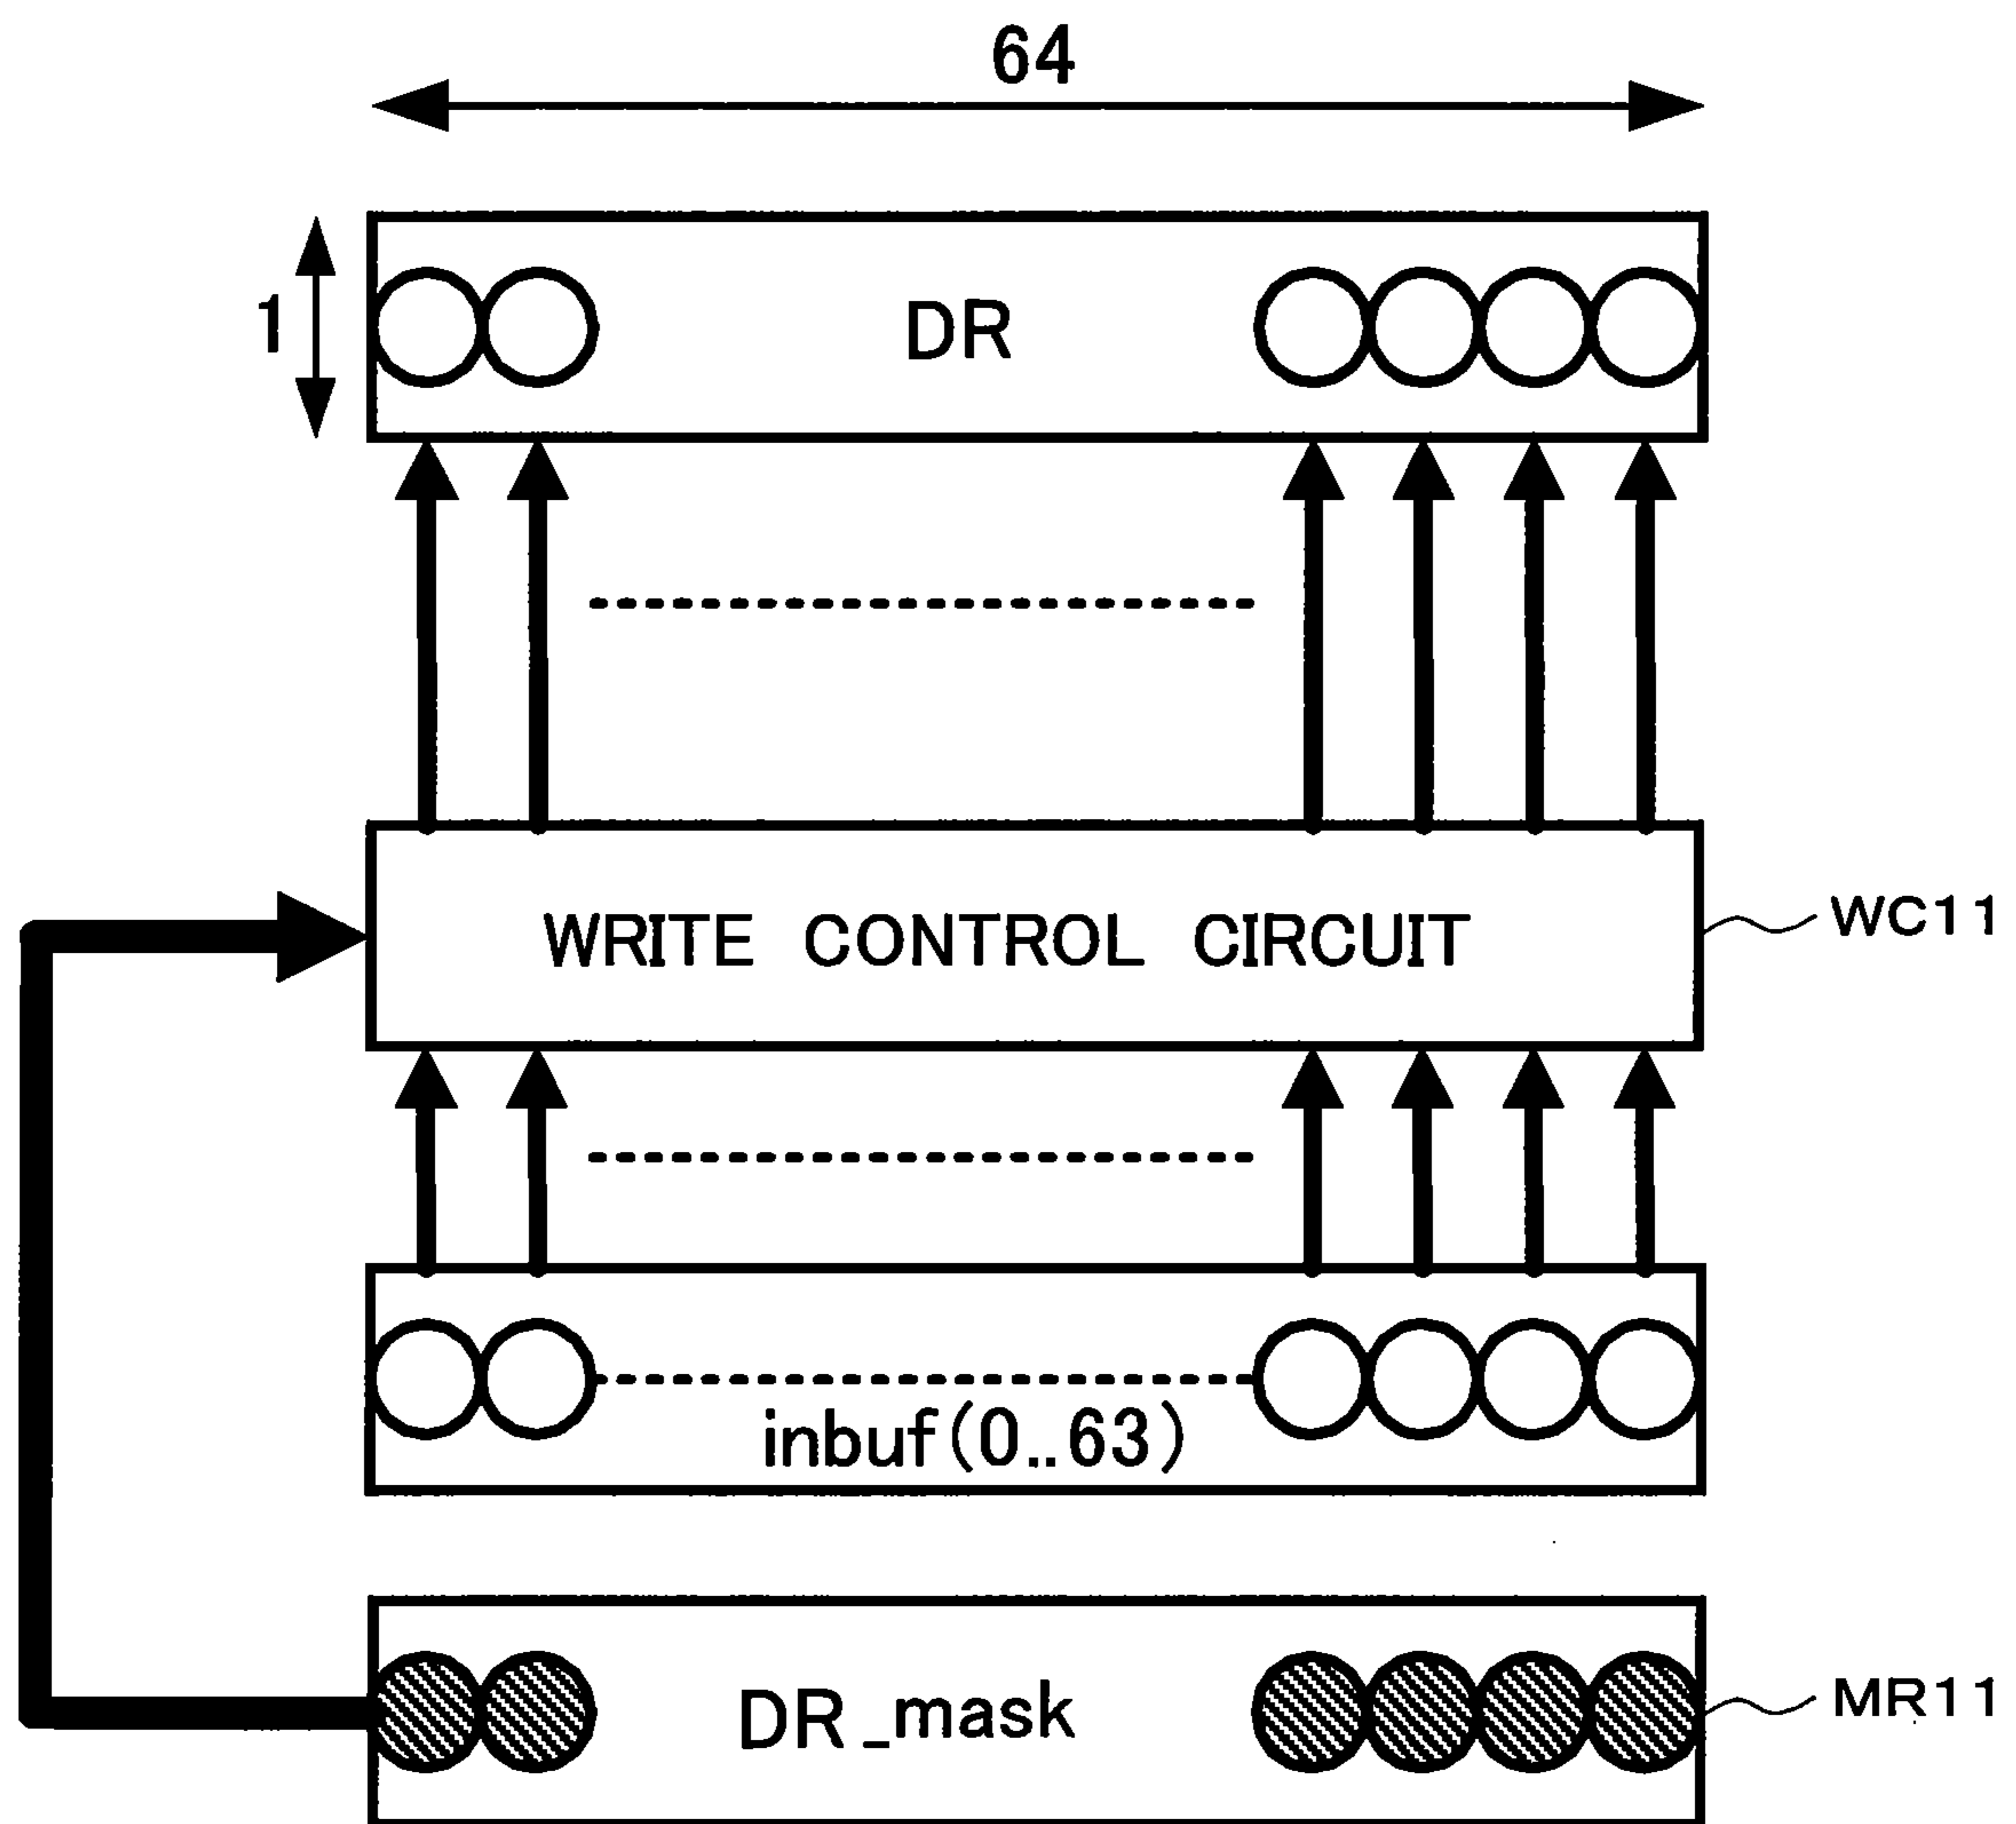 64
1
DR
WRITE CONTROL CIRCUIT
WC11
inbuf(0..63)
DR_mask
MR11